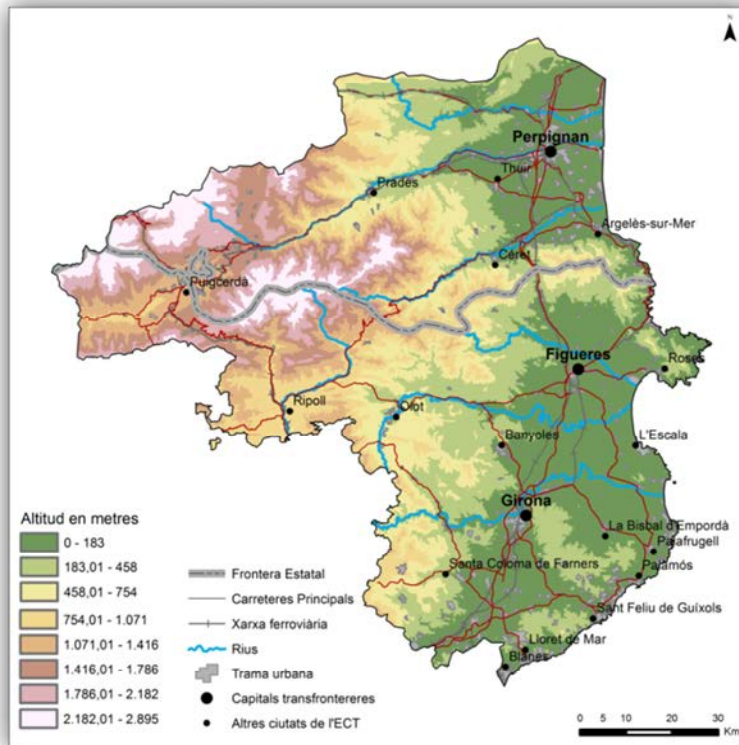 N
Perpignan
Thuir
Prades
Argelès-sur-Mer
Céret
Puigcerdà
Figueres
Roses
Ripoll
Olot
Banyoles
L'Escala
Girona
La Bisbal d'Empordà
Palafrugell
Santa Coloma de Farners
Palamós
Sant Feliu de Guíxols
Lloret de Mar
Blanes
Altitud en metres
0 - 183
183,01 - 458
458,01 - 754
754,01 - 1.071
1.071,01 - 1.416
1.416,01 - 1.786
1.786,01 - 2.182
2.182,01 - 2.895
Frontera Estatal
Carreteres Principals
Xarxa ferroviària
Rius
Trama urbana
Capitals transfrontereres
Altres ciutats de l'ECT
0 5 10 20 30
Km